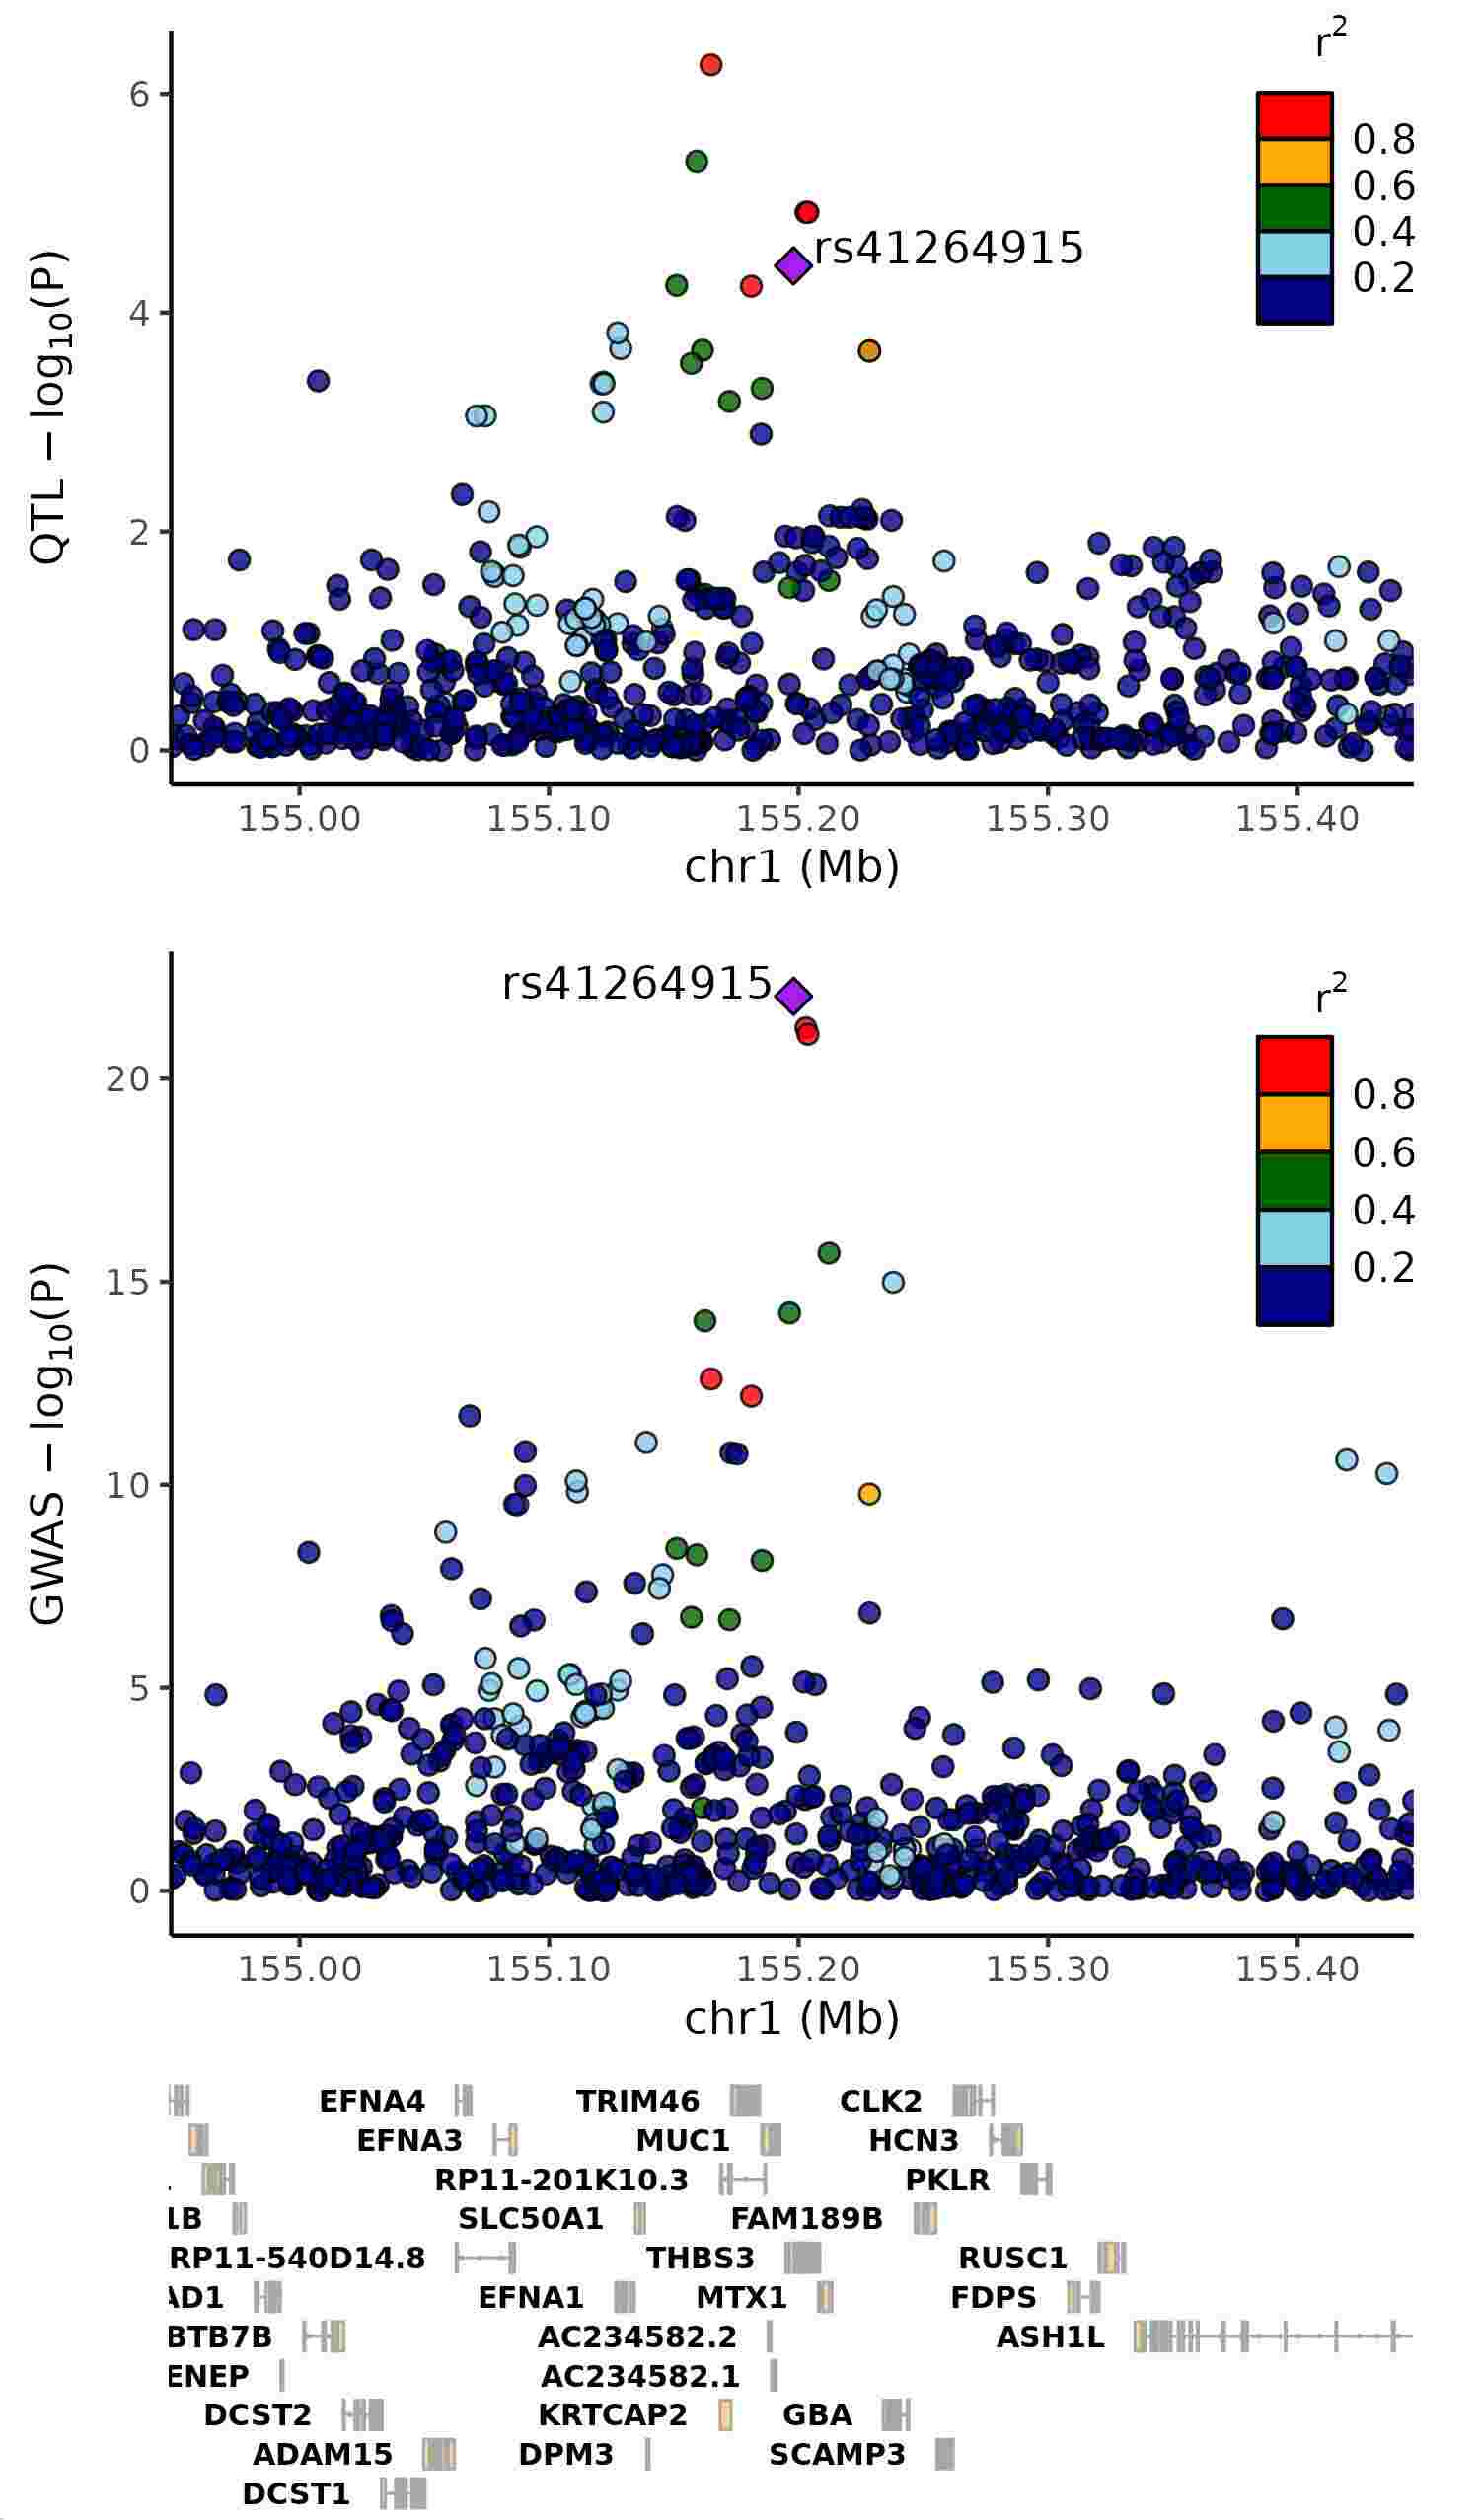 r2
6
4
2
0
QTL −log10(P)
rs41264915
0.8
0.6
0.4
0.2
155.00 155.10 155.20 155.30 155.40
chr1 (Mb)
r2
rs41264915
20
15
10
5
0
GWAS −log10(P)
0.8
0.6
0.4
0.2
155.00 155.10 155.20 155.30 155.40
chr1 (Mb)
EFNA4 TRIM46 CLK2
EFNA3 MUC1 HCN3
RP11-201K10.3 PKLR
LB SLC50A1 FAM189B
RP11-540D14.8 THBS3 RUSC1
AD1 EFNA1 MTX1 FDPS
BTB7B AC234582.2 ASH1L
ENEP AC234582.1
DCST2 KRTCAP2 GBA
ADAM15 DPM3 SCAMP3
DCST1